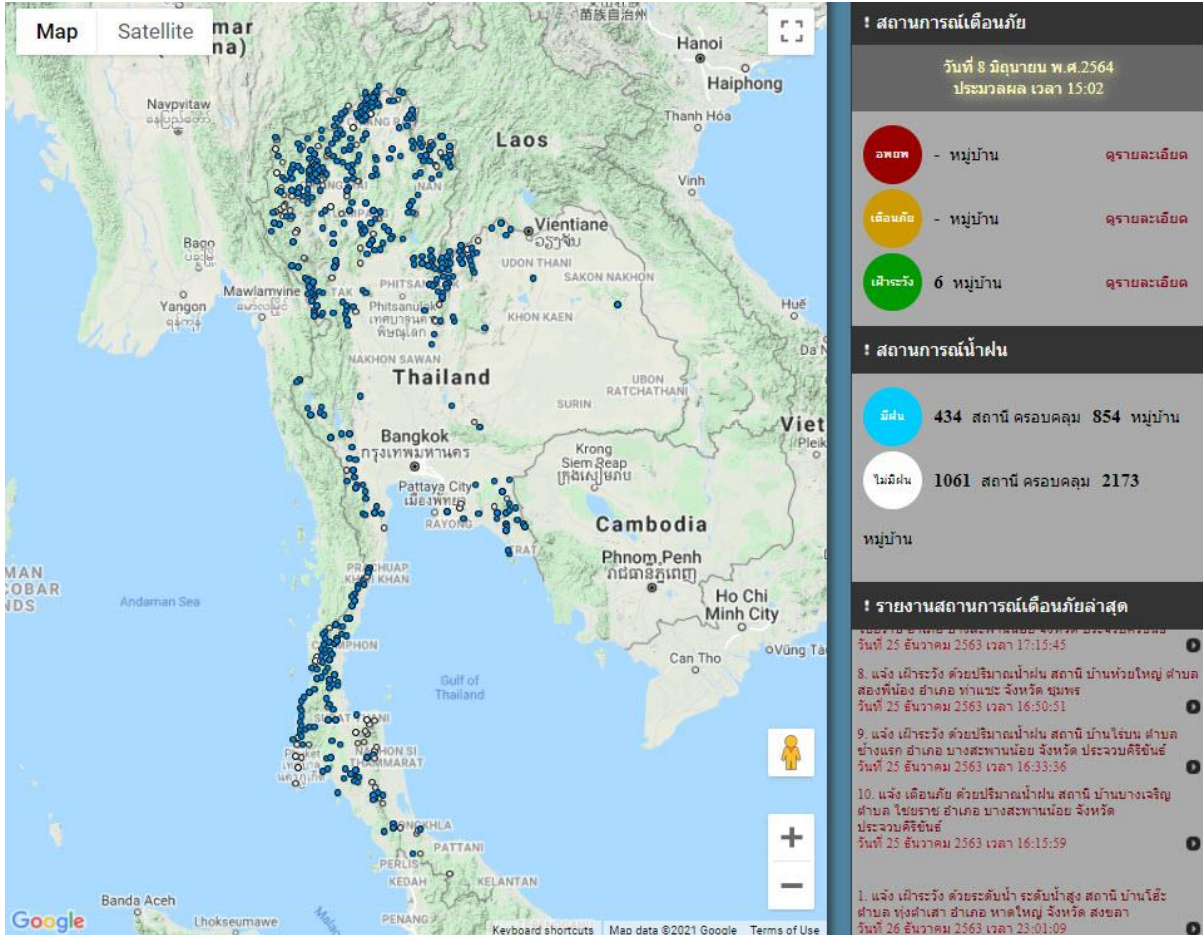 Map
Satellite
Hanoi
Haiphong
Naypyitaw
Thanh Hóa
Laos
Vinh
NAN
Vientiane
ວຽງຈັນ
UDON THANI
SAKON NAKHON
Bago
Yangon
Mawlamyine
TAK
Phitsanulok
เทศบาลนคร
พิษณุโลก
KHON KAEN
Huế
NAKHON SAWAN
Thailand
UBON
RATCHATHANI
SURIN
Bangkok
กรุงเทพมหานคร
Krong
Siem Reap
Pattaya City
เมืองพัทยา
RAYONG
Cambodia
Phnom Penh
Ho Chi
Minh City
PRACHUAP
KHIRI KHAN
Andaman Sea
Can Tho
Vũng Tà
Gulf of
Thailand
NAKHON SI
THAMMARAT
PATTANI
PERLIS
KEDAH
KELANTAN
Banda Aceh
Lhokseumawe
PENANG
Google
Keyboard shortcuts
Map data ©2021 Google
Terms of Use
! สถานการณ์เตือนภัย
วันที่ 8 มิถุนายน พ.ศ.2564
ประมวลผล เวลา 15:02
อพยพ - หมู่บ้าน ดูรายละเอียด
เตือนภัย - หมู่บ้าน ดูรายละเอียด
เฝ้าระวัง 6 หมู่บ้าน ดูรายละเอียด
! สถานการณ์น้ำฝน
มีฝน 434 สถานี ครอบคลุม 854 หมู่บ้าน
ไม่มีฝน 1061 สถานี ครอบคลุม 2173
หมู่บ้าน
! รายงานสถานการณ์เตือนภัยล่าสุด
วันที่ 25 ธันวาคม 2563 เวลา 17:15:45
8. แจ้ง เฝ้าระวัง ด้วยปริมาณน้ำฝน สถานี บ้านห้วยใหญ่ ตำบล
สองพี่น้อง อำเภอ ท่าแซะ จังหวัด ชุมพร
วันที่ 25 ธันวาคม 2563 เวลา 16:50:51
9. แจ้ง เฝ้าระวัง ด้วยปริมาณน้ำฝน สถานี บ้านไร่บน ตำบล
ช้างแรก อำเภอ บางสะพานน้อย จังหวัด ประจวบคีรีขันธ์
วันที่ 25 ธันวาคม 2563 เวลา 16:33:36
10. แจ้ง เตือนภัย ด้วยปริมาณน้ำฝน สถานี บ้านบางเจริญ
ตำบล ไชยราช อำเภอ บางสะพานน้อย จังหวัด
ประจวบคีรีขันธ์
วันที่ 25 ธันวาคม 2563 เวลา 16:15:59
1. แจ้ง เฝ้าระวัง ด้วยระดับน้ำ ระดับน้ำสูง สถานี บ้านโฮ๊ะ
ตำบล ทุ่งตำเสา อำเภอ หาดใหญ่ จังหวัด สงขลา
วันที่ 26 ธันวาคม 2563 เวลา 23:01:09